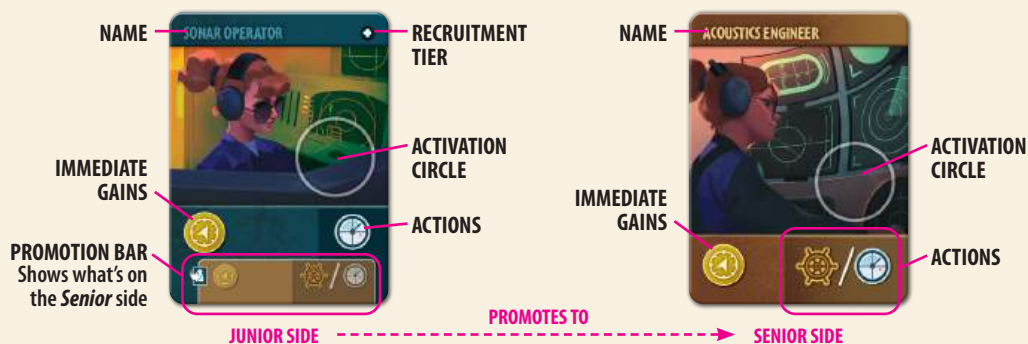 NAME
SONAR OPERATOR
RECRUITMENT
TIER
ACTIVATION
CIRCLE
IMMEDIATE
GAINS
ACTIONS
PROMOTION BAR
Shows what's on
the Senior side
JUNIOR SIDE
PROMOTES TO
SENIOR SIDE
NAME
ACOUSTICS ENGINEER
ACTIVATION
CIRCLE
IMMEDIATE
GAINS
/
ACTIONS
/